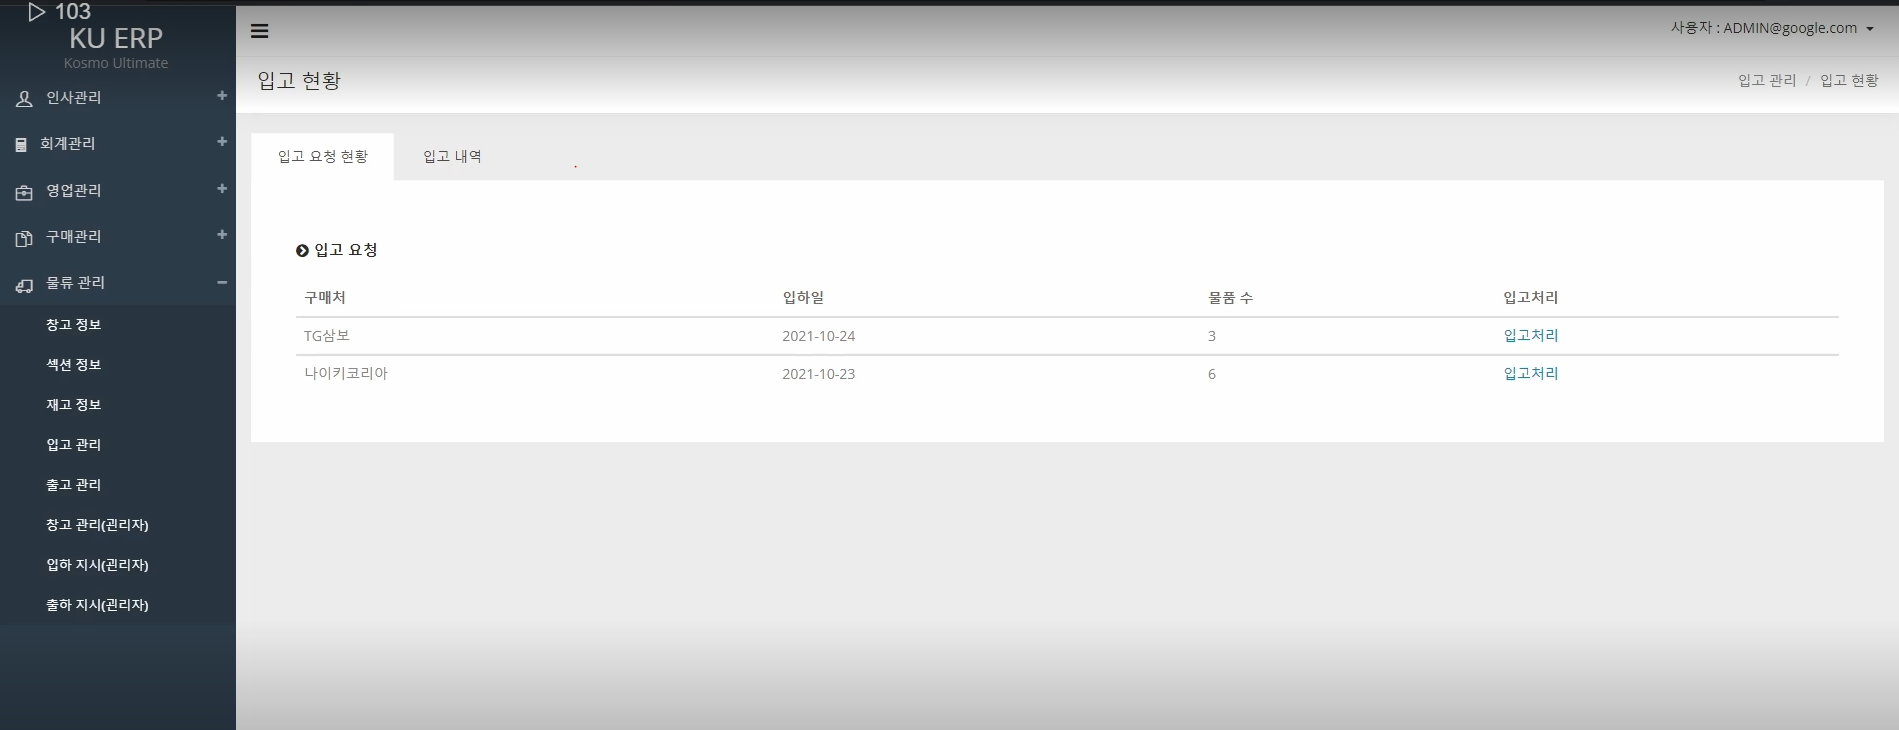 103
KU ERP
Kosmo Ultimate
인사관리
회계관리
영업관리
구매관리
물류 관리
창고 정보
섹션 정보
재고 정보
입고 관리
출고 관리
창고 관리(관리자)
입하 지시(관리자)
출하 지시(관리자)
사용자 : ADMIN@google.com
입고 현황
입고 관리 / 입고 현황
입고 요청 현황 입고 내역
입고 요청
구매처 입하일 물품 수 입고처리
TG삼보 2021-10-24 3 입고처리
나이키코리아 2021-10-23 6 입고처리